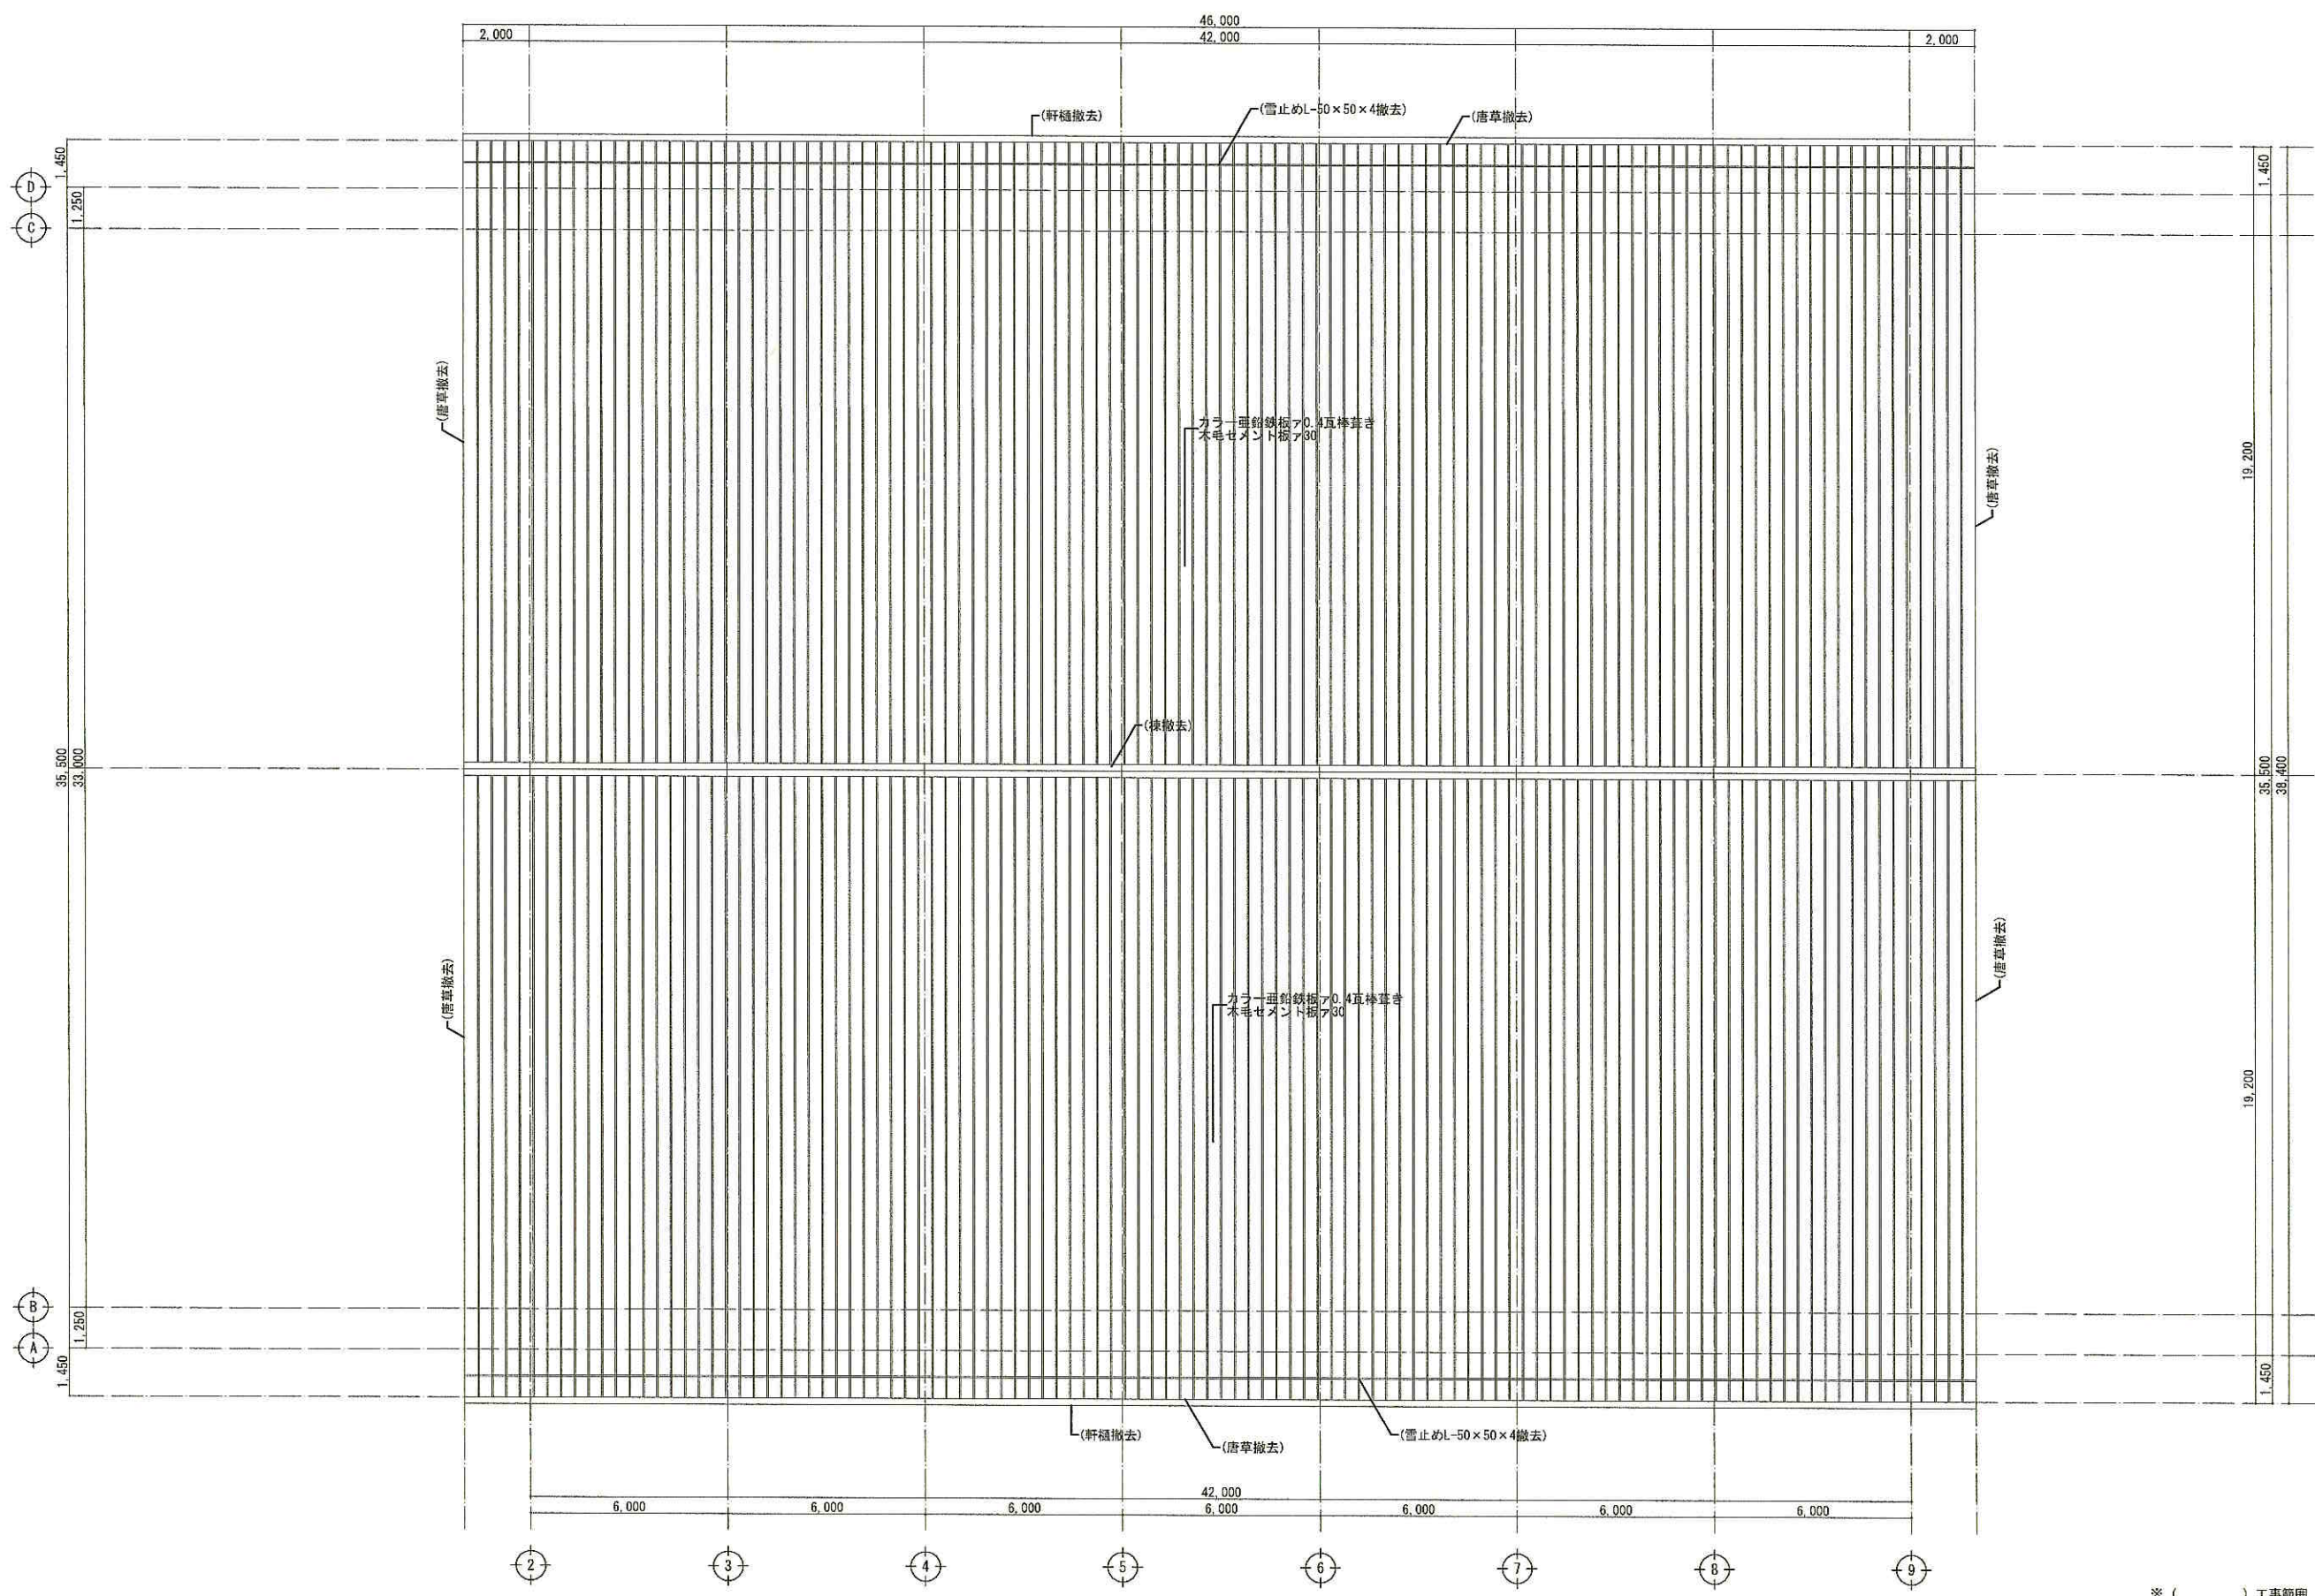 46,000
2,000
42,000
2,000
(軒樋撤去)
(雪止めL-50×50×4撤去)
(唐草撤去)
1,450
D
1,250
C
1,450
(唐草撤去)
カラー亜鉛鉄板ァ0.4瓦棒葺き
木毛セメント板ァ30
19,200
(唐草撤去)
(棟撤去)
35,500
33,000
35,500
38,400
(唐草撤去)
(唐草撤去)
カラー亜鉛鉄板ァ0.4瓦棒葺き
木毛セメント板ァ30
19,200
B
1,250
A
1,450
1,450
(軒樋撤去)
(唐草撤去)
(雪止めL-50×50×4撤去)
42,000
6,000
6,000
6,000
6,000
6,000
6,000
6,000
2
3
4
5
6
7
8
9
※ ( ) 工事範囲